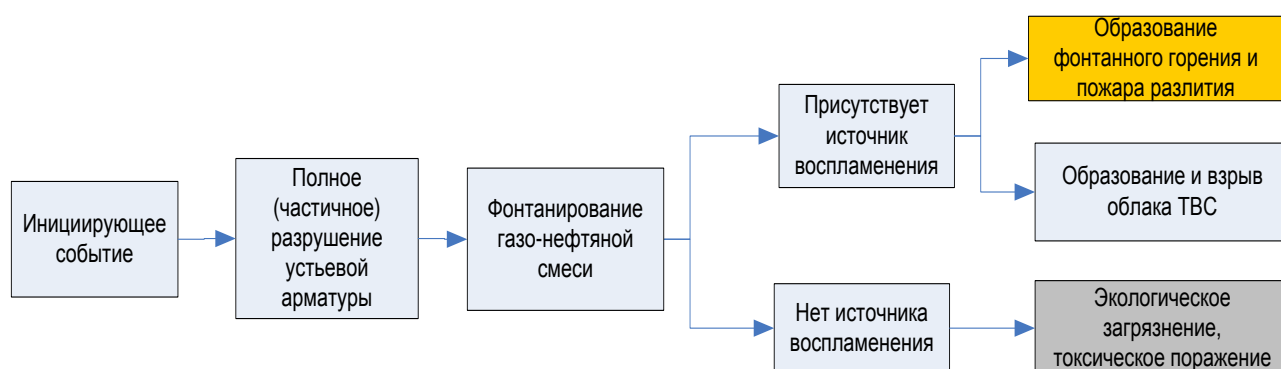 Инициирующее
событие
Полное
(частичное)
разрушение
устьевой
арматуры
Фонтанирование
газо-нефтяной
смеси
Присутствует
источник
воспламенения
Нет источника
воспламенения
Образование
фонтанного горения и
пожара разлития
Образование и взрыв
облака ТВС
Экологическое
загрязнение,
токсическое поражение